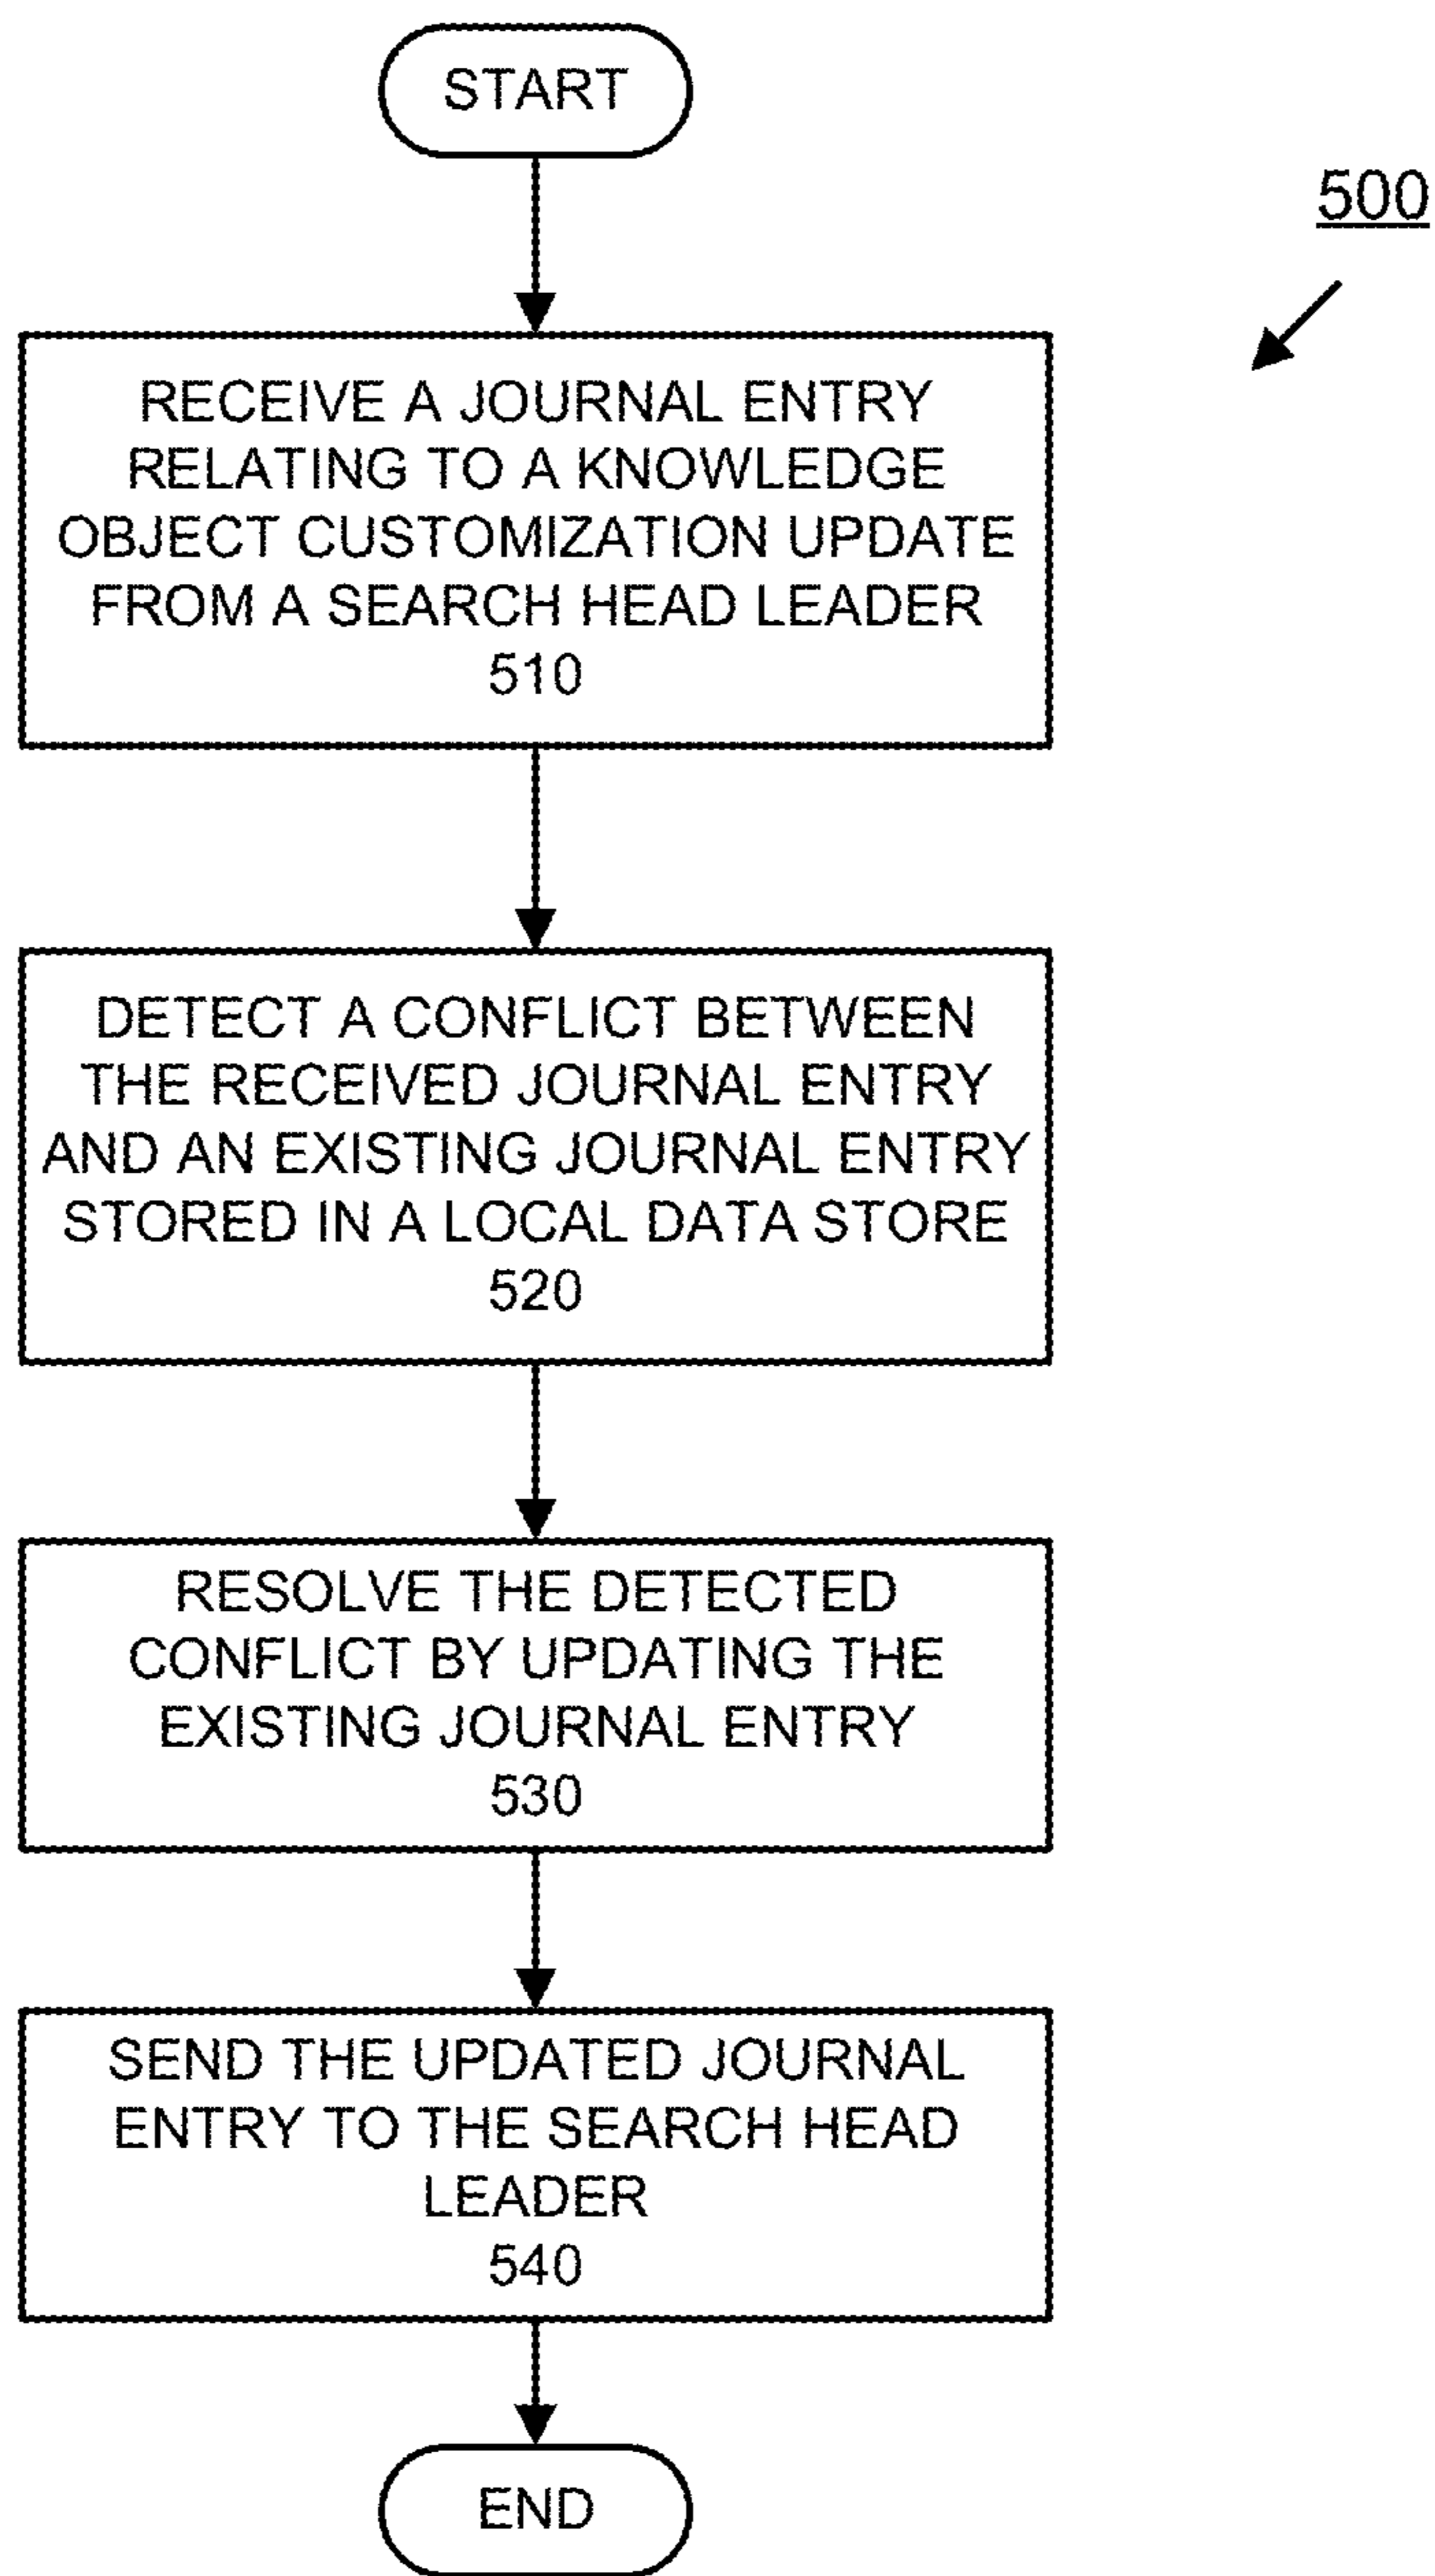 START
500
RECEIVE A JOURNAL ENTRY
RELATING TO A KNOWLEDGE
OBJECT CUSTOMIZATION UPDATE
FROM A SEARCH HEAD LEADER
510
DETECT A CONFLICT BETWEEN
THE RECEIVED JOURNAL ENTRY
AND AN EXISTING JOURNAL ENTRY
STORED IN A LOCAL DATA STORE
520
RESOLVE THE DETECTED
CONFLICT BY UPDATING THE
EXISTING JOURNAL ENTRY
530
SEND THE UPDATED JOURNAL
ENTRY TO THE SEARCH HEAD
LEADER
540
END